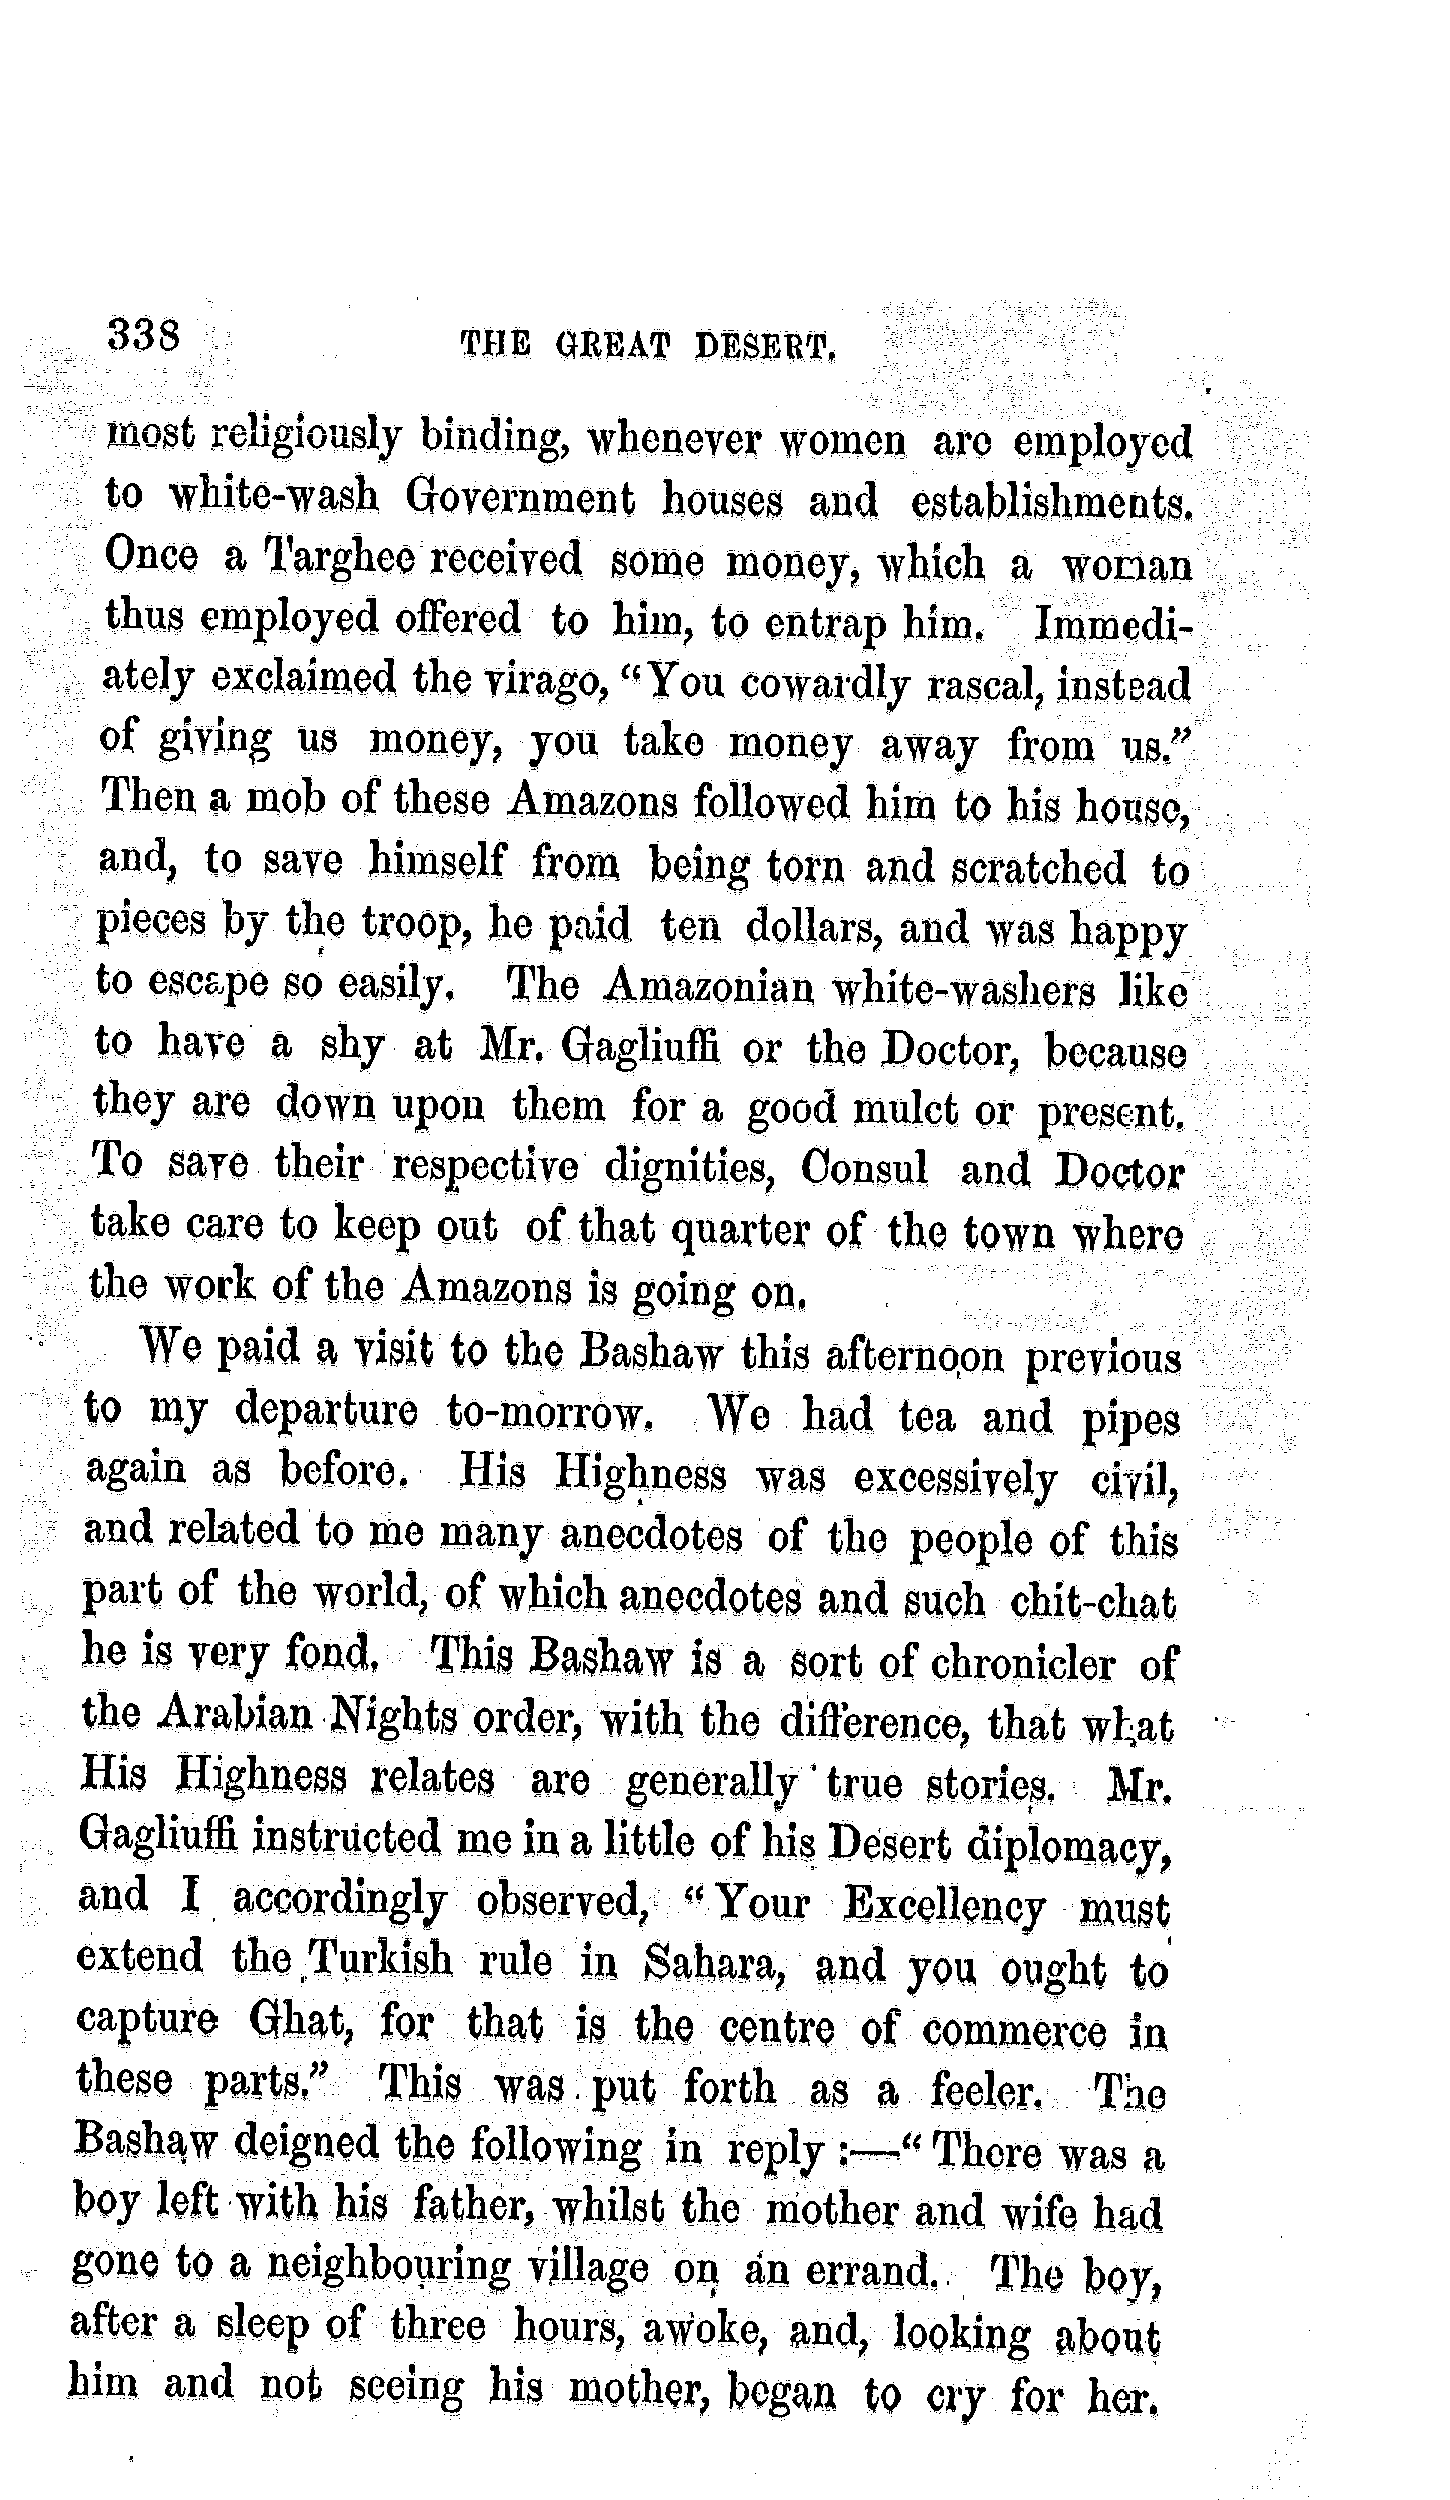 338 THE GREAT DESERT.
most religiously binding, whenever women are employed
to white-wash Government houses and establishments.
Once a Targhee received some money, which a woman
thus employed offered to him, to entrap him. Immedi-
ately exclaimed the virago, “You cowardly rascal, instead
of giving us money, you take money away from us.”
Then a mob of these Amazons followed him to his house,
and, to save himself from being torn and scratched to
pieces by the troop, he paid ten dollars, and was happy
to escape so easily. The Amazonian white-washers like
to have a shy at Mr. Gagliuffi or the Doctor, because
they are down upon them for a good mulct or present.
To save their respective dignities, Consul and Doctor
take care to keep out of that quarter of the town where
the work of the Amazons is going on.
We paid a visit to the Bashaw this afternoon previous
to my departure to-morrow. We had tea and pipes
again as before. His Highness was excessively civil,
and related to me many anecdotes of the people of this
part of the world, of which anecdotes and such chit-chat
he is very fond. This Bashaw is a sort of chronicler of
the Arabian Nights order, with the difference, that what
His Highness relates are generally true stories. Mr.
Gagliuffi instructed me in a little of his Desert diplomacy,
and I accordingly observed, “Your Excellency must
extend the Turkish rule in Sahara, and you ought to
capture Ghat, for that is the centre of commerce in
these parts.” This was put forth as a feeler. The
Bashaw deigned the following in reply :—“There was a
boy left with his father, whilst the mother and wife had
gone to a neighbouring village on an errand. The boy,
after a sleep of three hours, awoke, and, looking about
him and not seeing his mother, began to cry for her.